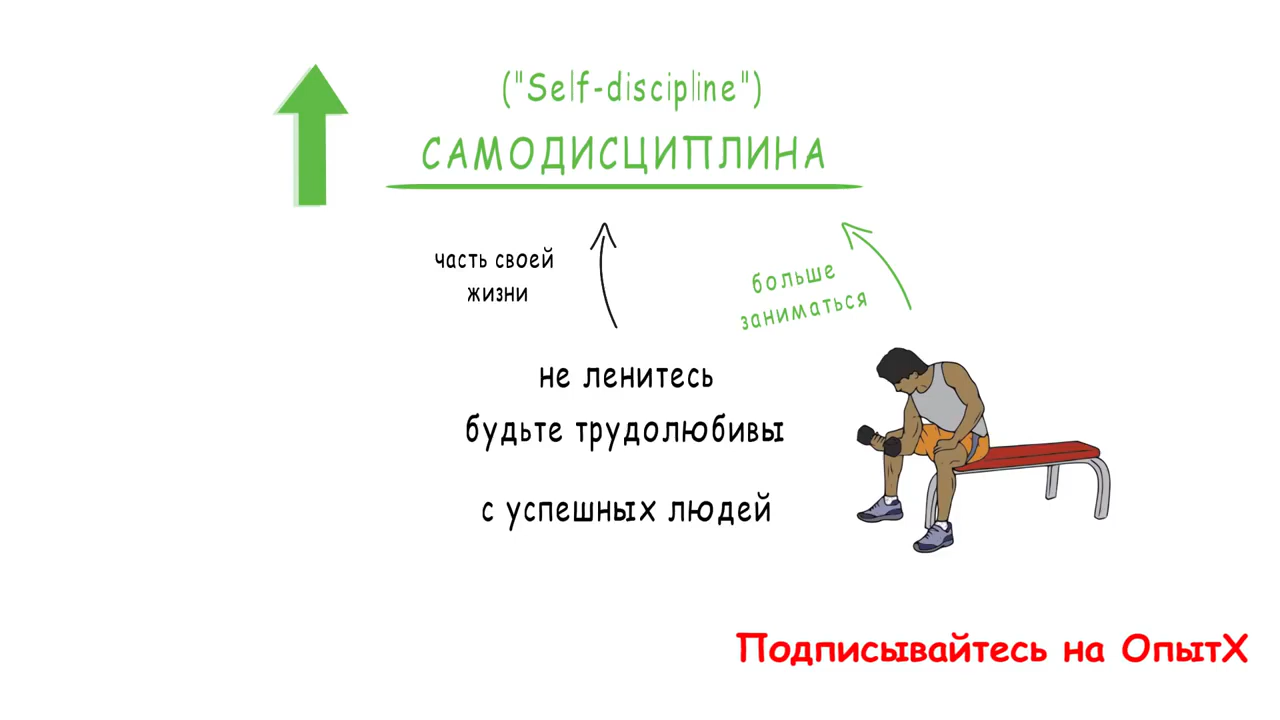 ("Self-discipline")
САМОДИСЦИПЛИНА
часть своей
жизни
больше
заниматься
не ленитесь
будьте трудолюбивы
с успешных людей
Подписывайтесь на ОпытХ